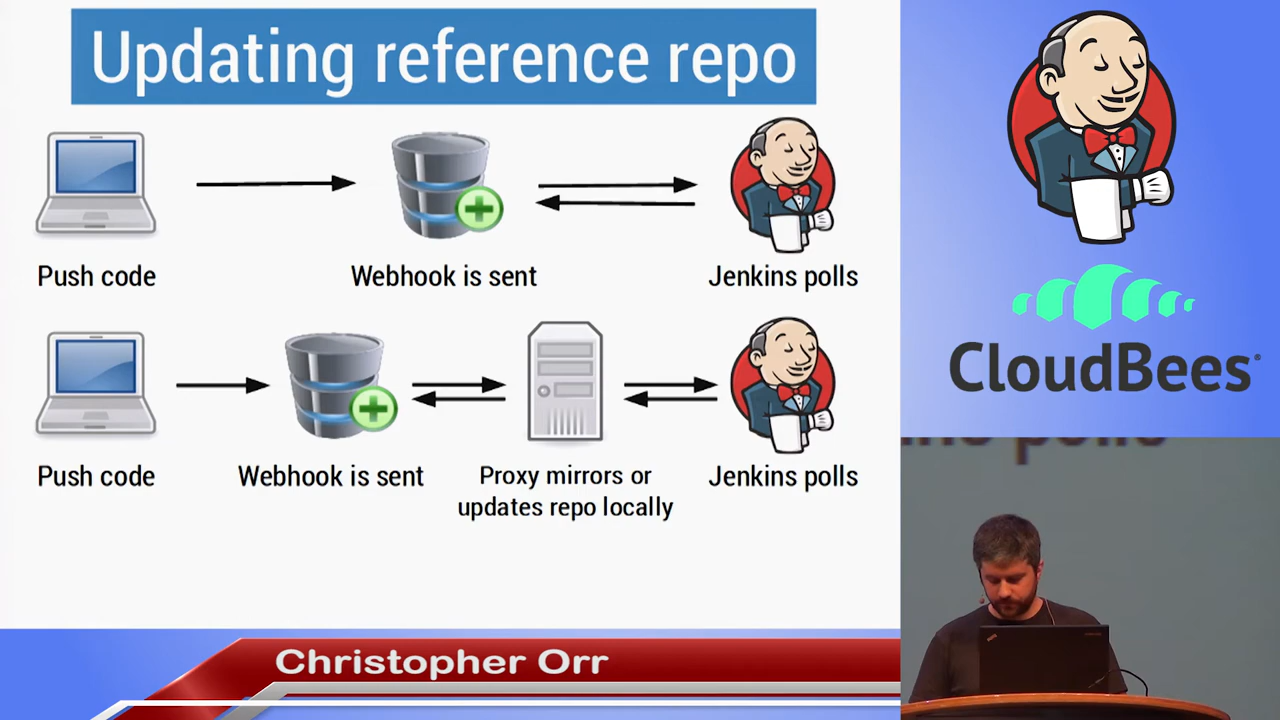 Updating reference repo
Push code
Webhook is sent
Jenkins polls
Push code
Webhook is sent
Proxy mirrors or
updates repo locally
Jenkins polls
CloudBees
Christopher Orr